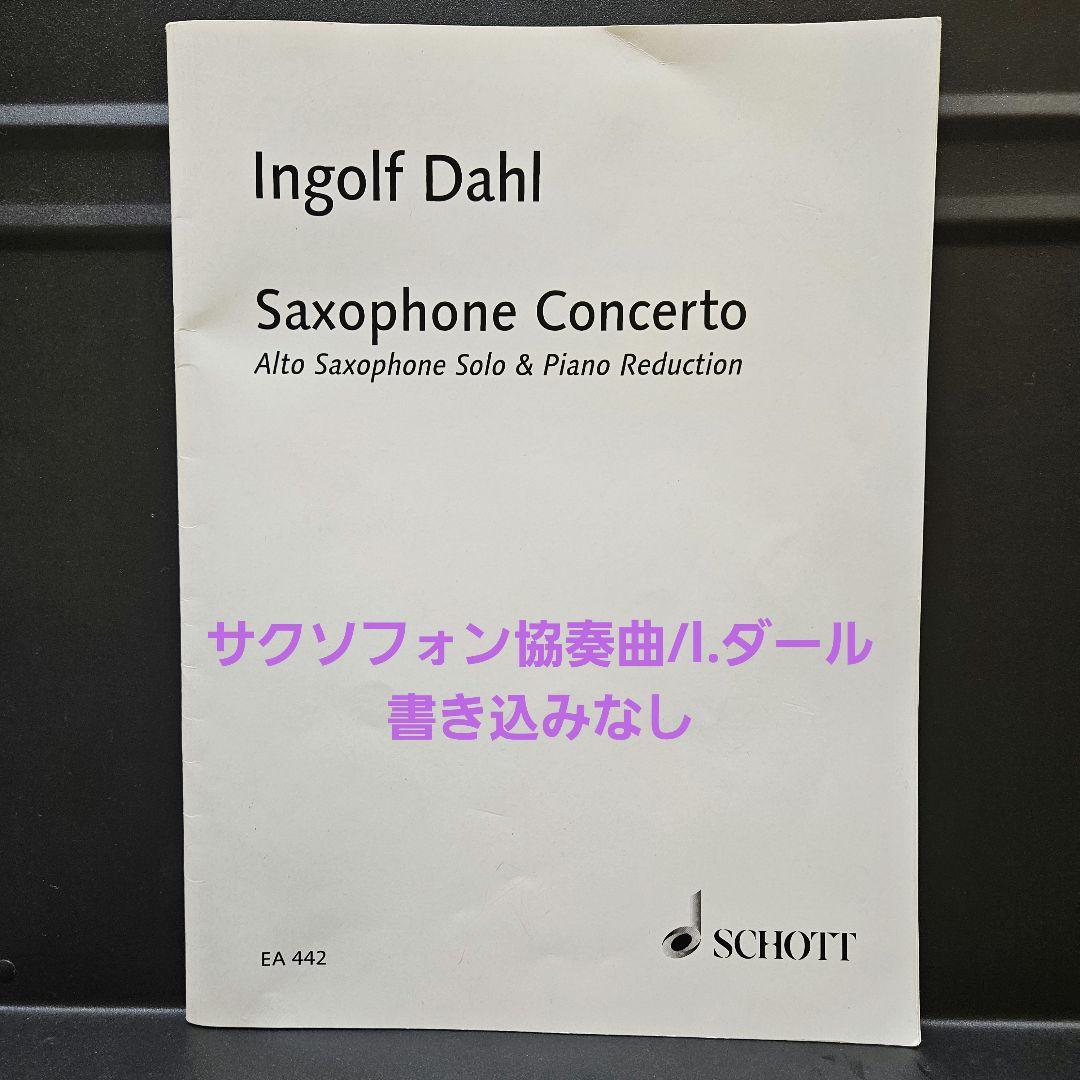 Ingolf Dahl
Saxophone Concerto
Alto Saxophone Solo & Piano Reduction
サクソフォン協奏曲/I.ダール
書き込みなし
EA 442
SCHOTT